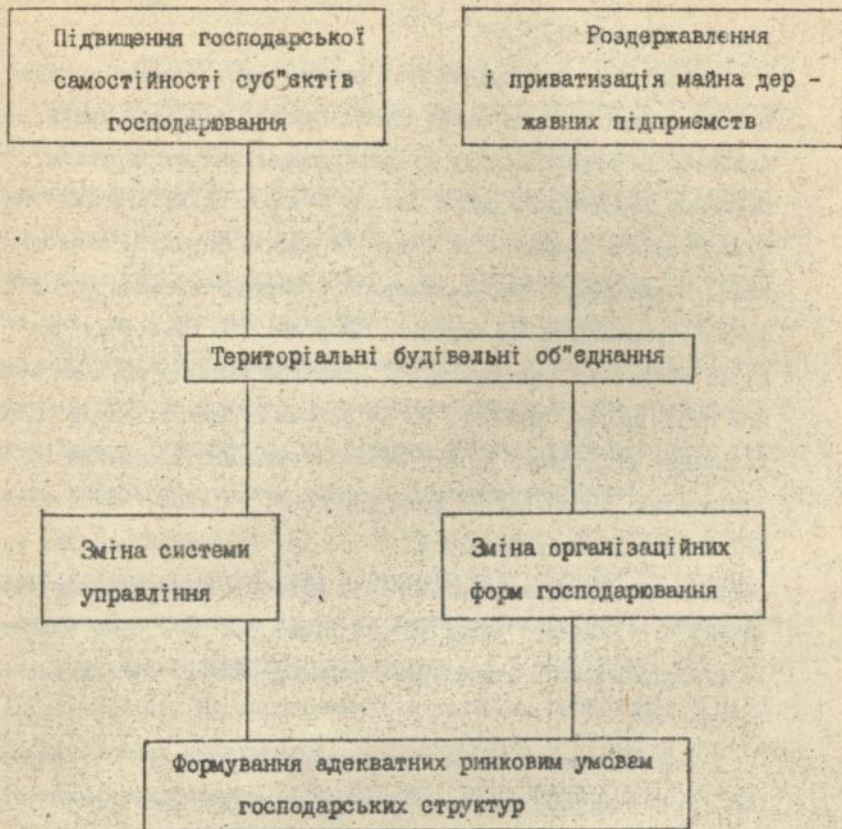 Підвищення господарської
самостійності суб"єктів
господарювання
Роздержавлення
і приватизація майна дер -
жавних підприємств
Територіальні будівельні об"єднання
Зміна системи
управління
Зміна організаційних
форм господарювання
Формування адекватних ринковим умовам
господарських структур